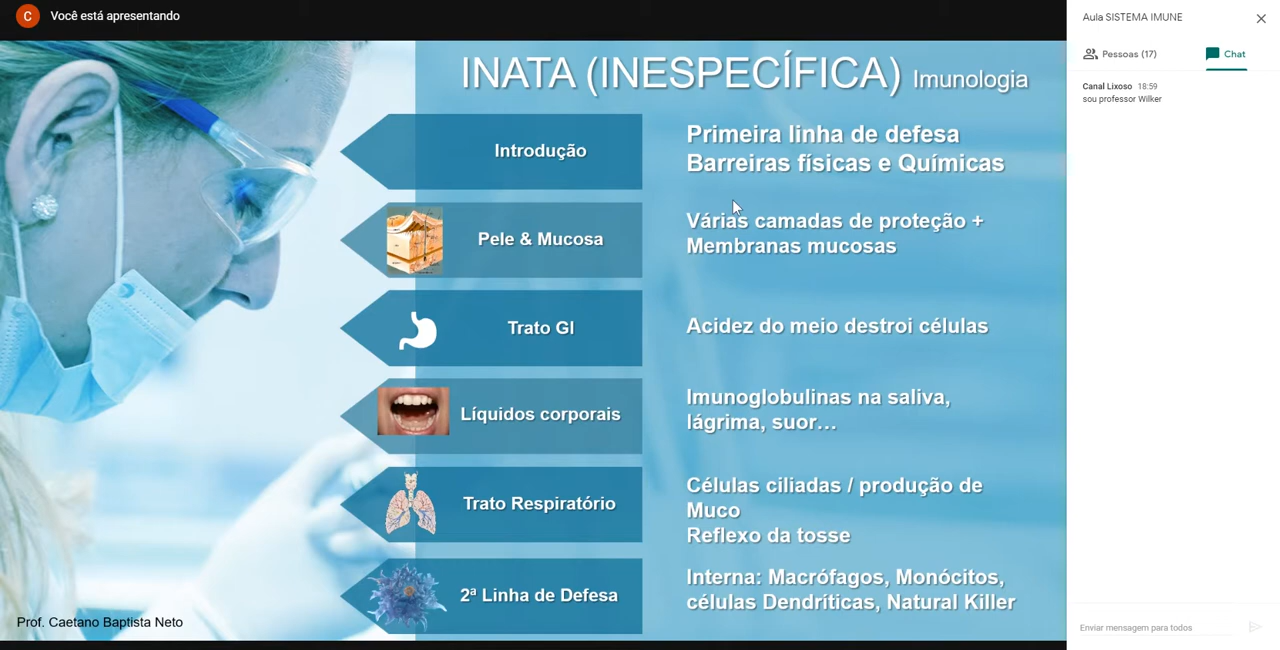 C
Você está apresentando
Aula SISTEMA IMUNE
Pessoas (17)
Chat
Canal Lixoso 18:59
sou professor Wilker
INATA (INESPECÍFICA) Imunologia
Introdução
Primeira linha de defesa
Barreiras físicas e Químicas
Pele & Mucosa
Várias camadas de proteção +
Membranas mucosas
Trato GI
Acidez do meio destroi células
Líquidos corporais
Imunoglobulinas na saliva,
lágrima, suor…
Trato Respiratório
Células ciliadas / produção de
Muco
Reflexo da tosse
2ª Linha de Defesa
Interna: Macrófagos, Monócitos,
células Dendríticas, Natural Killer
Prof. Caetano Baptista Neto
Enviar mensagem para todos